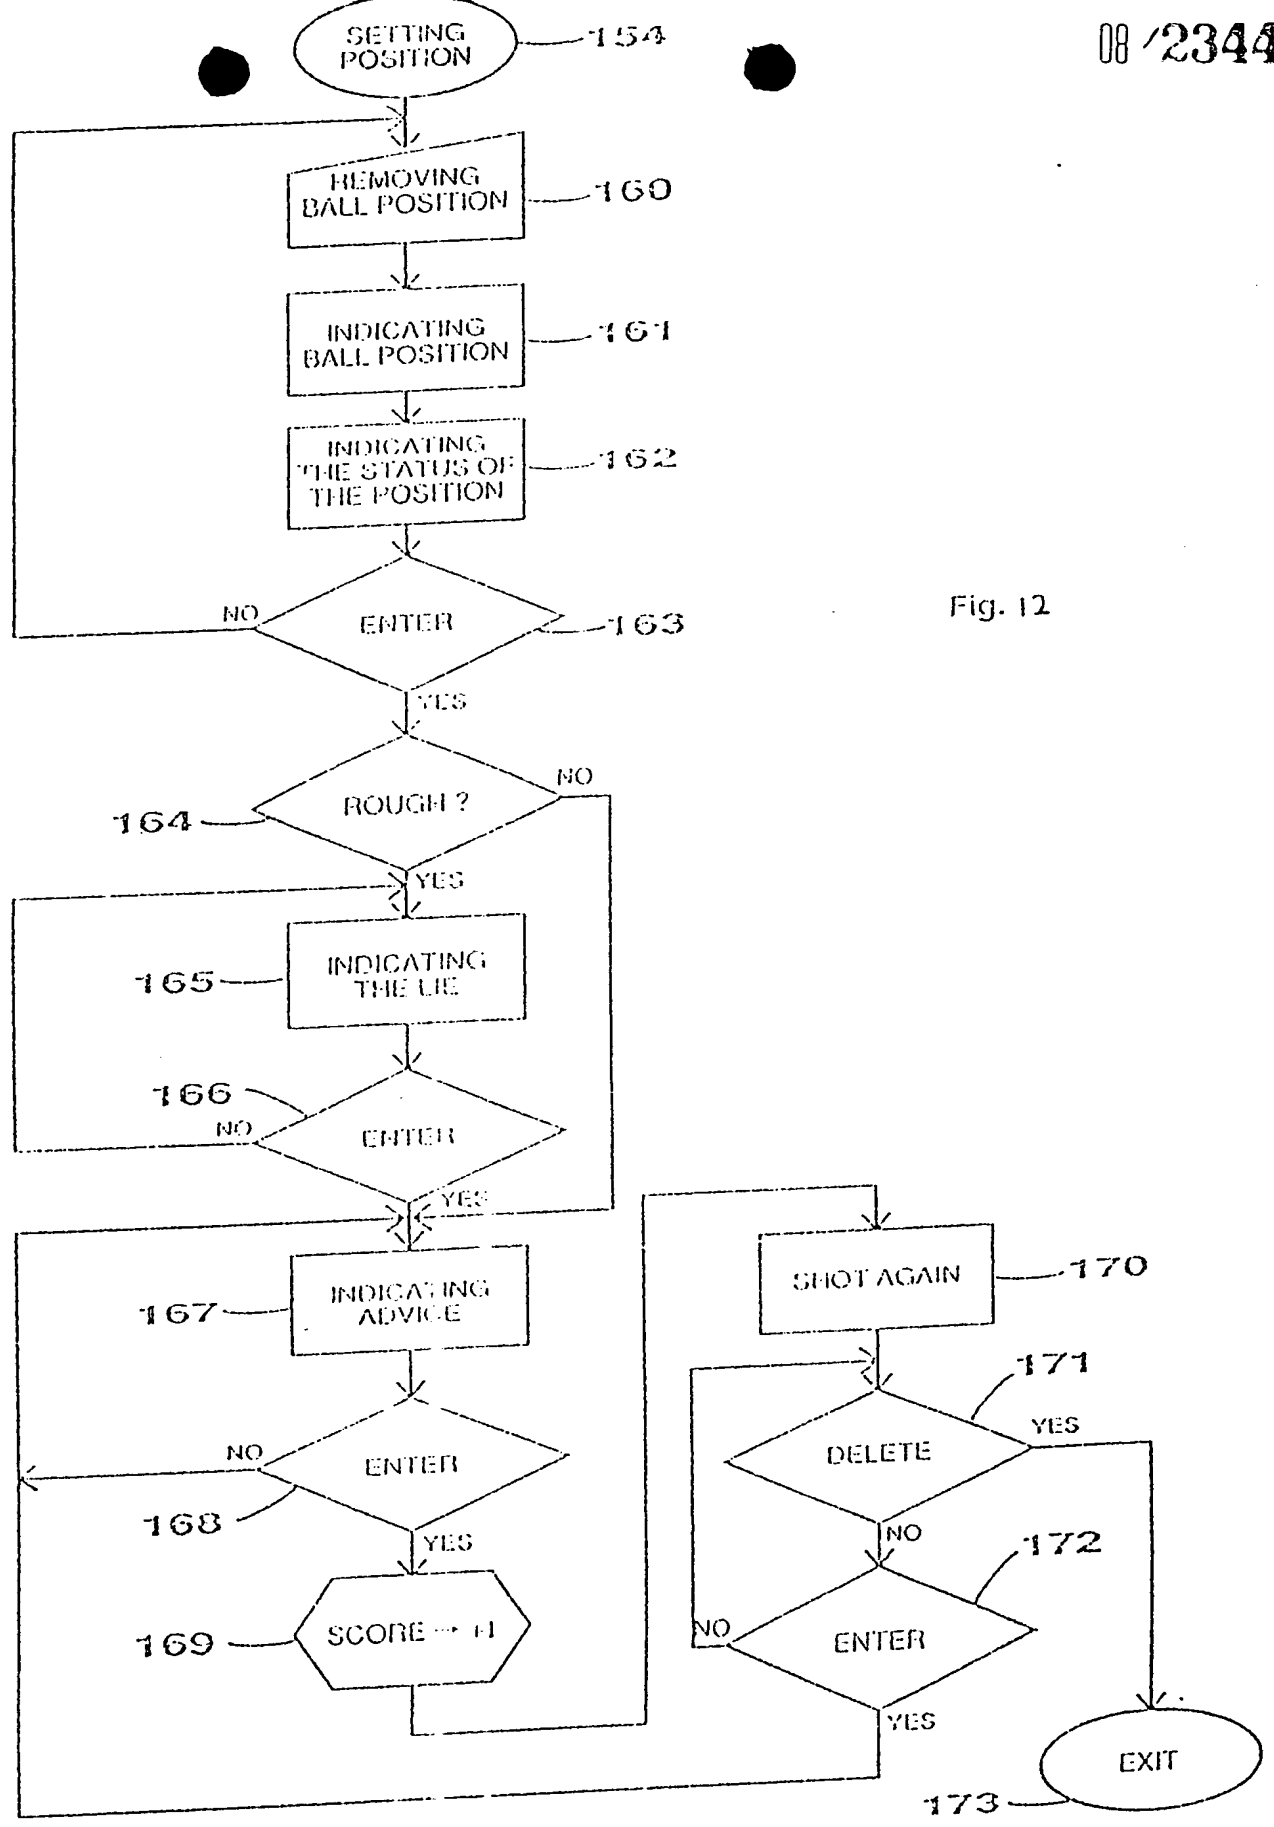 SETTING
POSITION
154
08/2344
REMOVING
BALL POSITION
160
INDICATING
BALL POSITION
161
INDICATING
THE STATUS OF
THE POSITION
162
NO
ENTER
163
Fig. 12
YES
ROUGH ?
NO
164
YES
INDICATING
THE LIE
165
166
NO
ENTER
YES
INDICATING
ADVICE
167
NO
ENTER
168
YES
SCORE → +1
169
SHOT AGAIN
170
171
DELETE
YES
NO
172
NO
ENTER
YES
EXIT
173